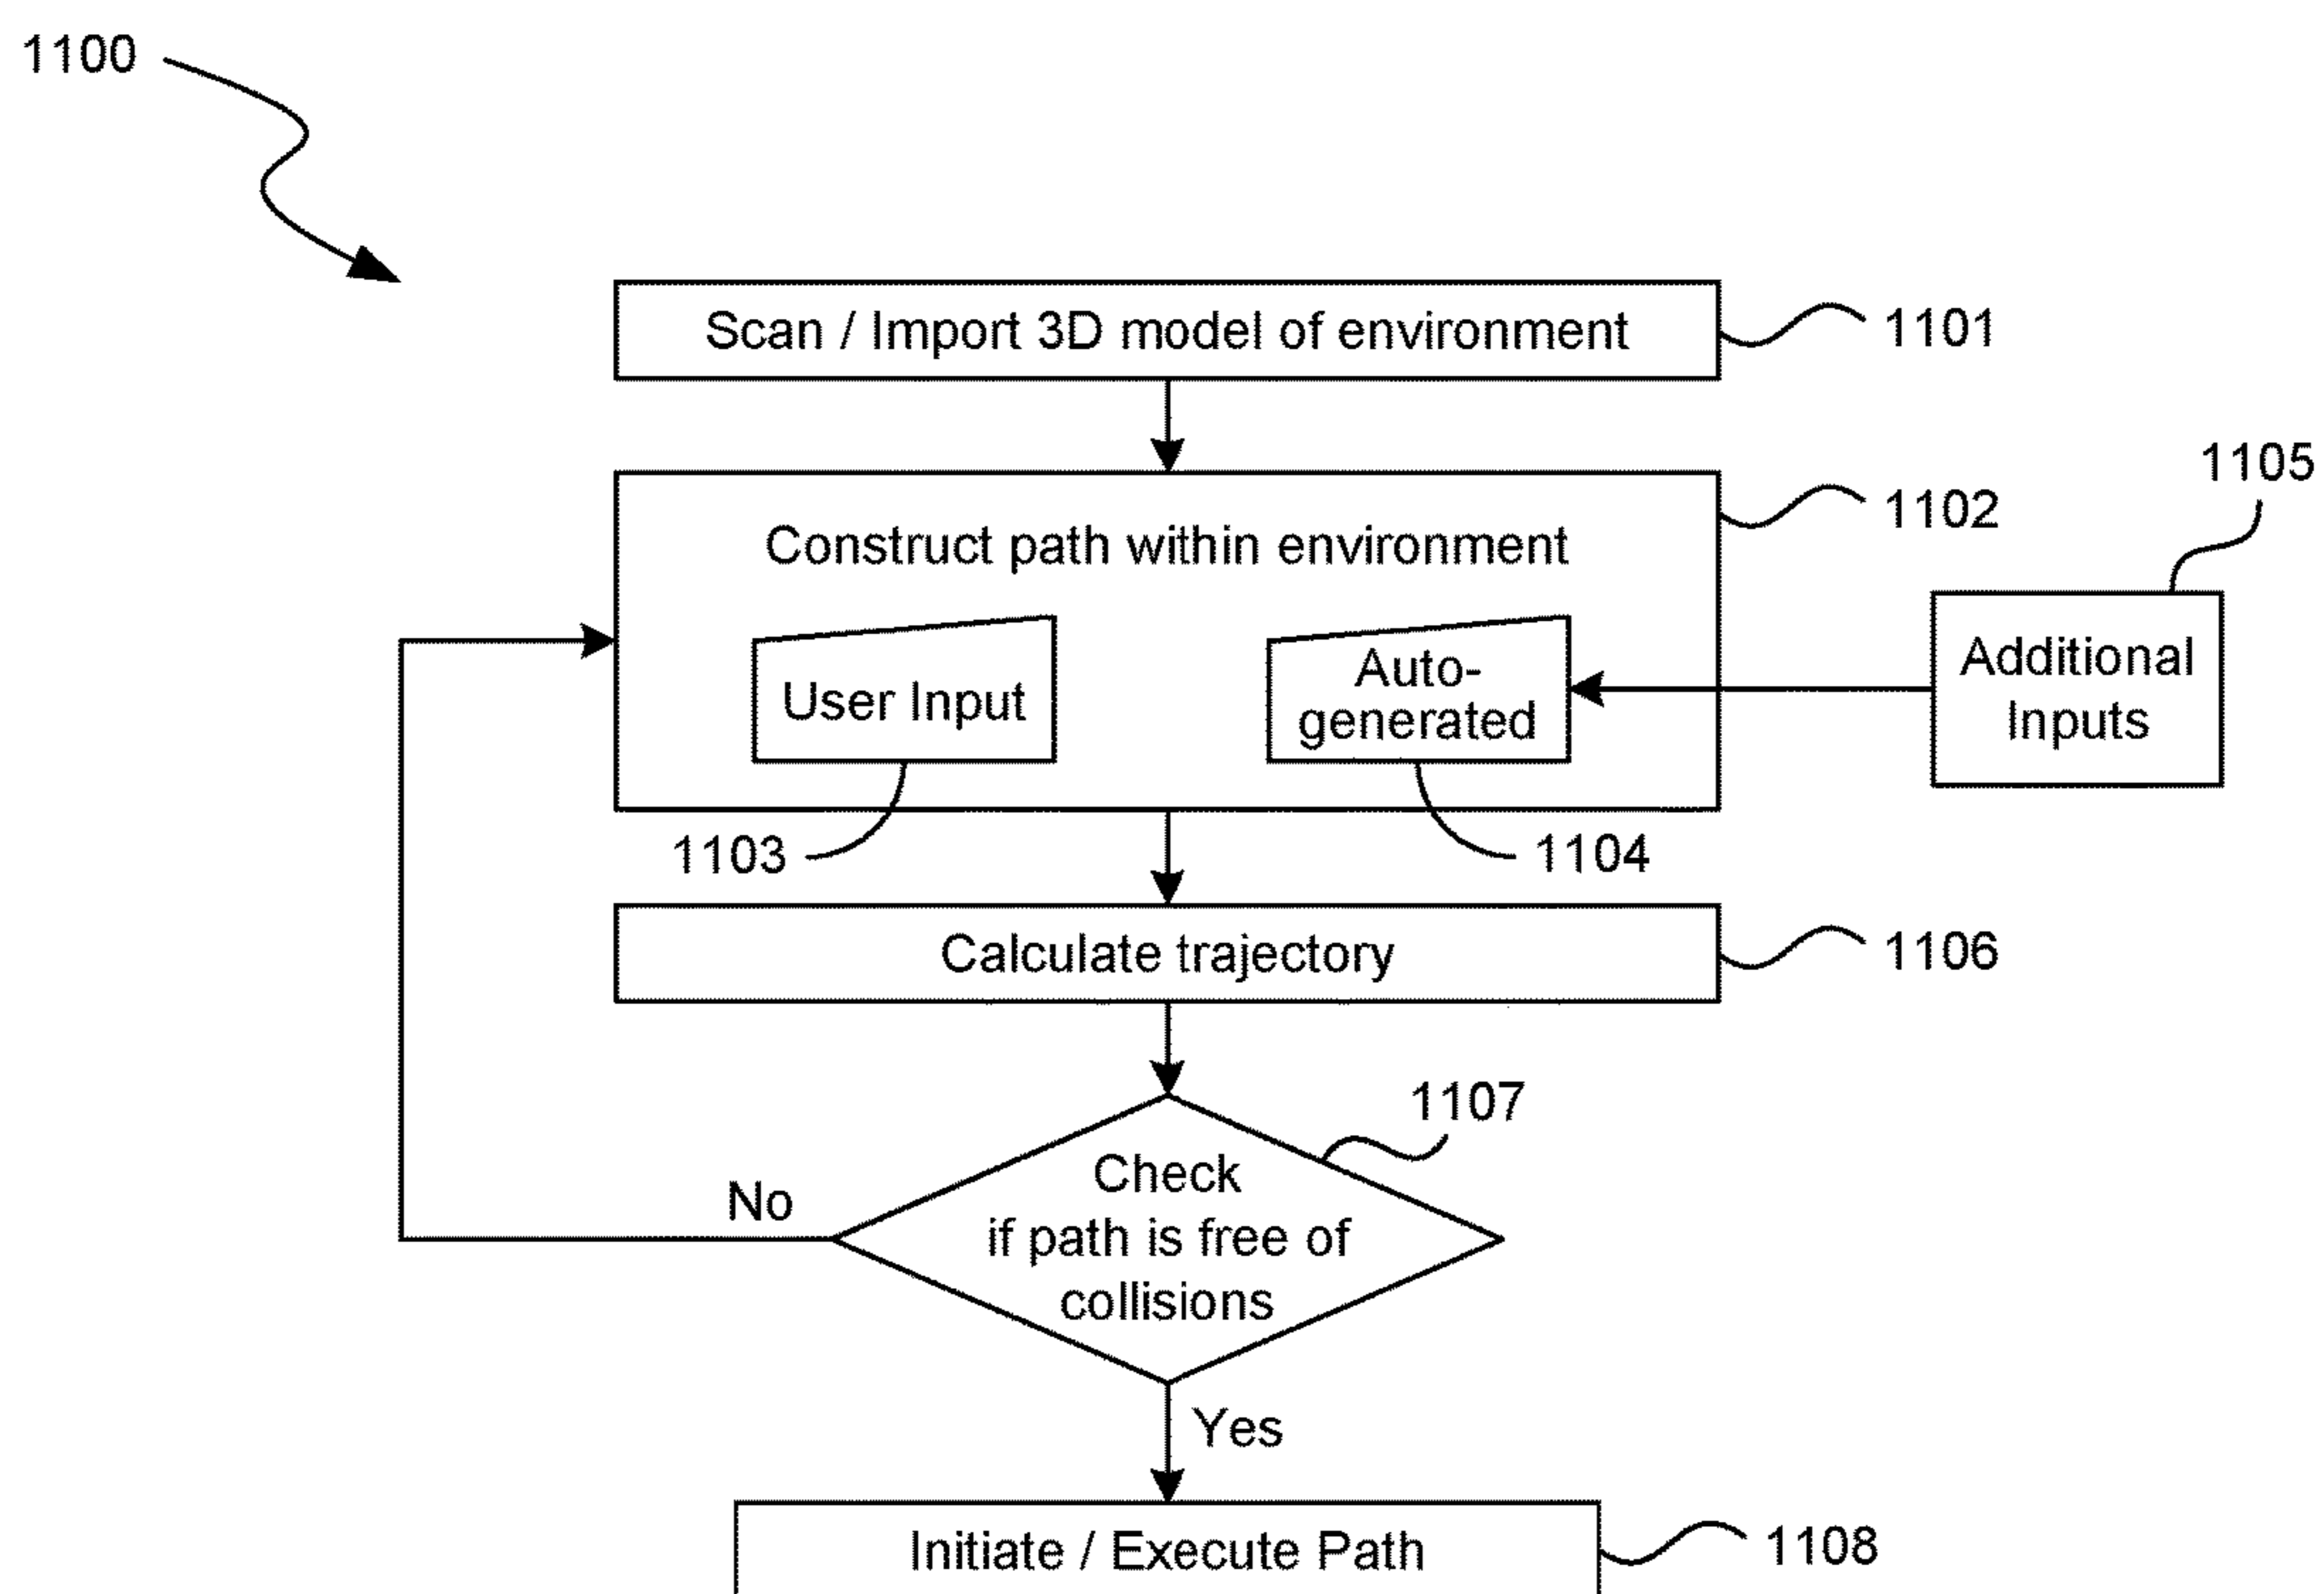 1100
Scan / Import 3D model of environment
1101
1105
1102
Construct path within environment
User Input
Auto-
generated
Additional
Inputs
1103
1104
Calculate trajectory
1106
1107
Check
if path is free of
collisions
No
Yes
Initiate / Execute Path
1108